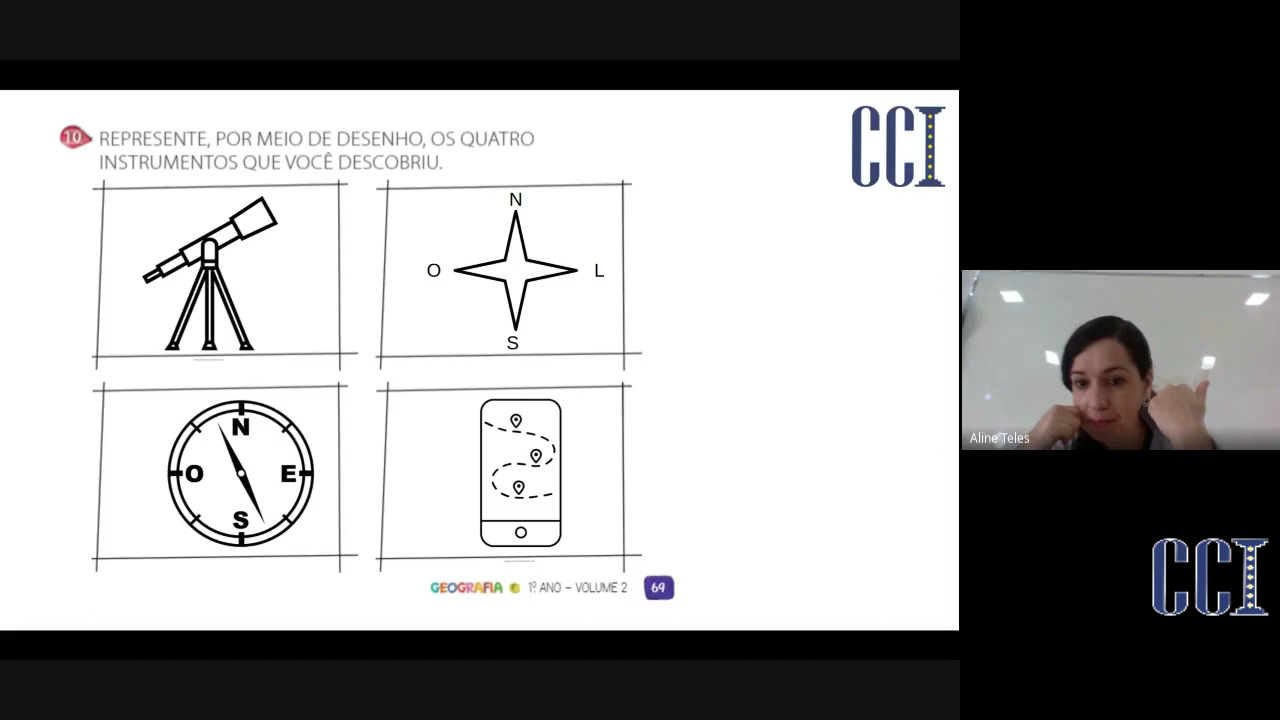 CCI
10 REPRESENTE, POR MEIO DE DESENHO, OS QUATRO
INSTRUMENTOS QUE VOCÊ DESCOBRIU.
N
O L
S
N
O E
S
GEOGRAFIA 1º ANO – VOLUME 2 69
Aline Teles
CCI